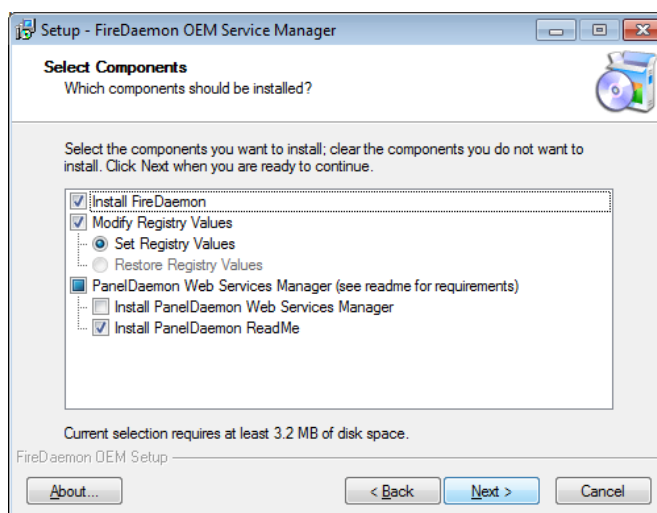 Setup - FireDaemon OEM Service Manager
Select Components
Which components should be installed?
Select the components you want to install; clear the components you do not want to
install. Click Next when you are ready to continue.
Install FireDaemon
Modify Registry Values
Set Registry Values
Restore Registry Values
PanelDaemon Web Services Manager (see readme for requirements)
Install PanelDaemon Web Services Manager
Install PanelDaemon ReadMe
Current selection requires at least 3.2 MB of disk space.
FireDaemon OEM Setup
About...
< Back
Next >
Cancel